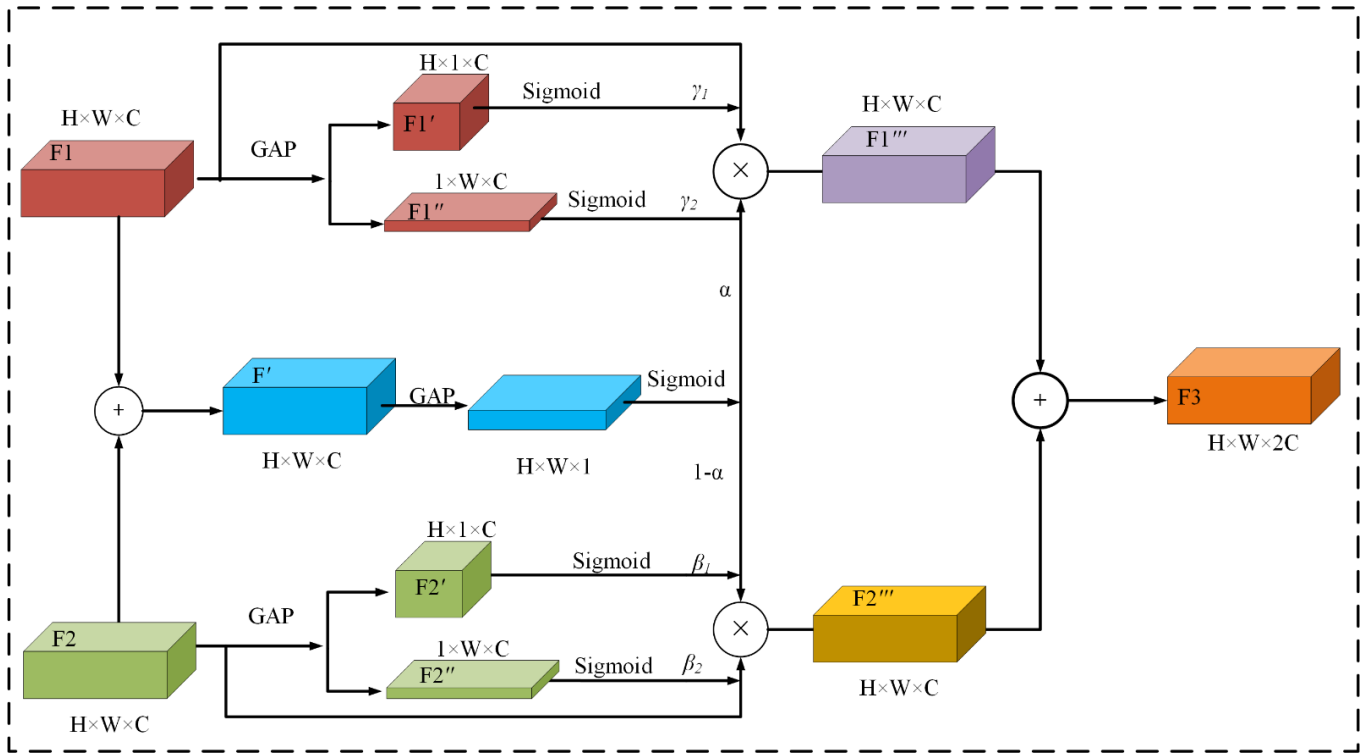 H×1×C
Sigmoid
γ1
H×W×C
H×W×C
F1
GAP
F1′
F1‴
×
1×W×C
Sigmoid
F1″
γ2
α
F′
Sigmoid
+
GAP
+
F3
H×W×C
H×W×1
H×W×2C
1-α
H×1×C
Sigmoid
β1
F2′
GAP
F2‴
×
F2
1×W×C
Sigmoid
F2″
β2
H×W×C
H×W×C